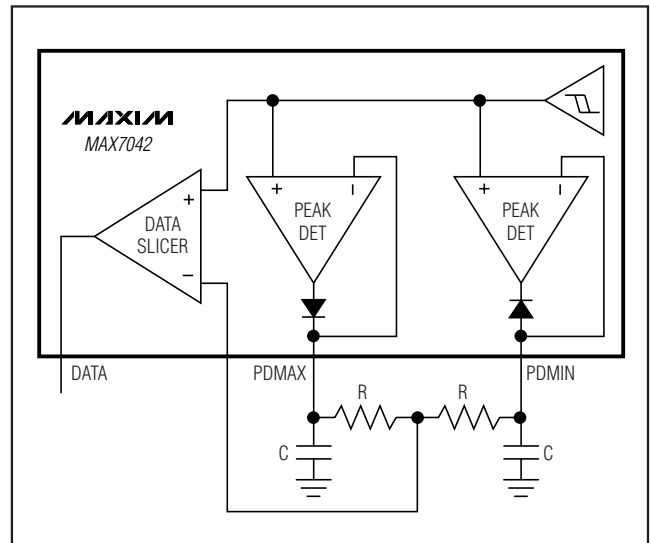 MAXIM
MAX7042
DATA
SLICER
+
−
PEAK
DET
+
−
PEAK
DET
+
−
DATA
PDMAX
PDMIN
R
R
C
C